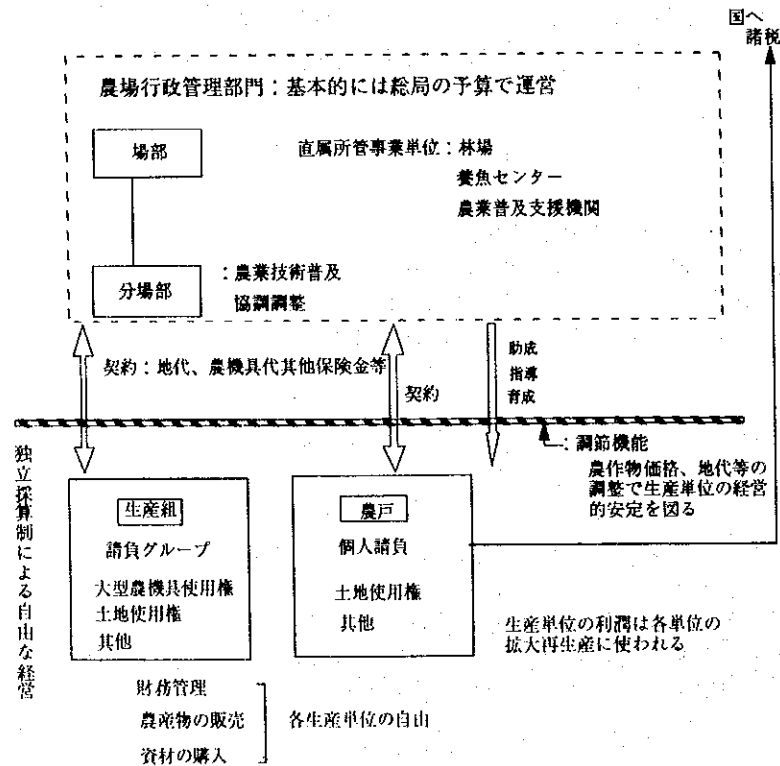 国へ
諸税
農場行政管理部門：基本的には総局の予算で運営
場部
直属所管事業単位：林場
養魚センター
農業普及支援機関
分場部
：農業技術普及
協調調整
契約：地代、農機具代其他保険金等
契約
助成
指導
育成
：調節機能
農作物価格、地代等の
調整で生産単位の経営
的安定を図る
独立採算制による自由な経営
生産組
請負グループ
大型農機具使用権
土地使用権
其他
農戸
個人請負
土地使用権
其他
生産単位の利潤は各単位の
拡大再生産に使われる
財務管理
農産物の販売
資材の購入
各生産単位の自由